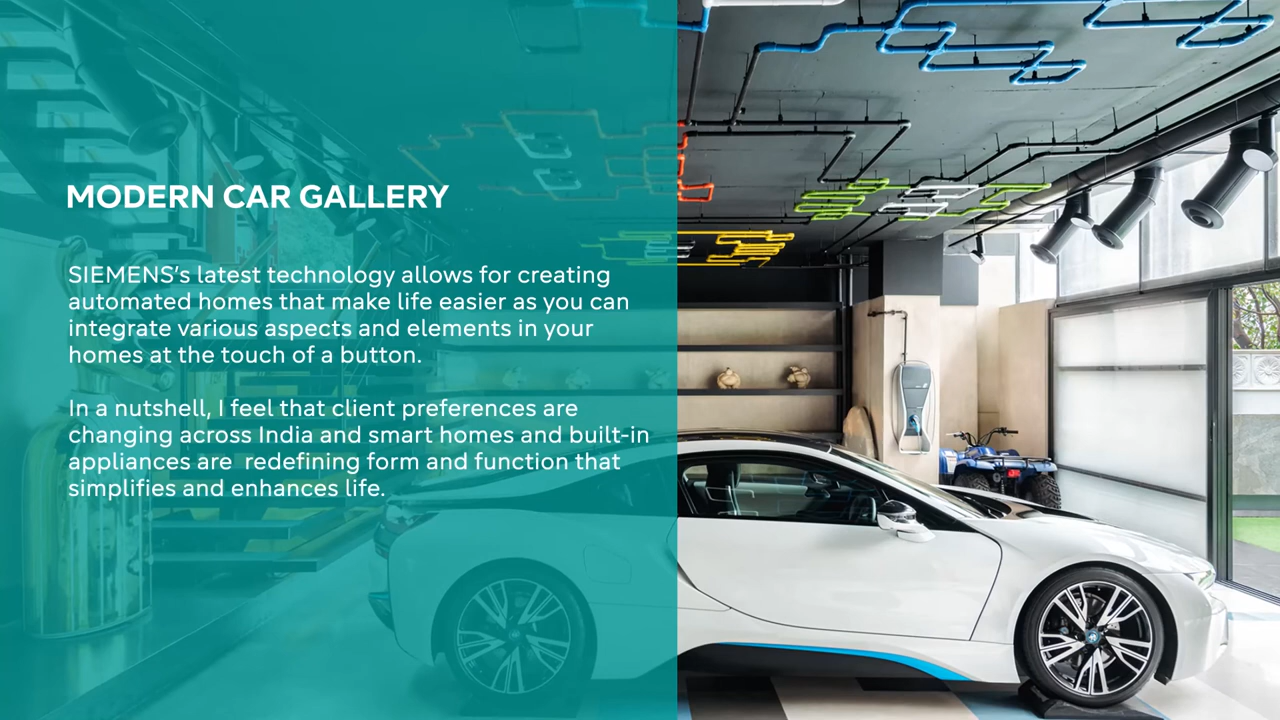 MODERN CAR GALLERY
SIEMENS’s latest technology allows for creating
automated homes that make life easier as you can
integrate various aspects and elements in your
homes at the touch of a button.
In a nutshell, I feel that client preferences are
changing across India and smart homes and built-in
appliances are  redefining form and function that
simplifies and enhances life.